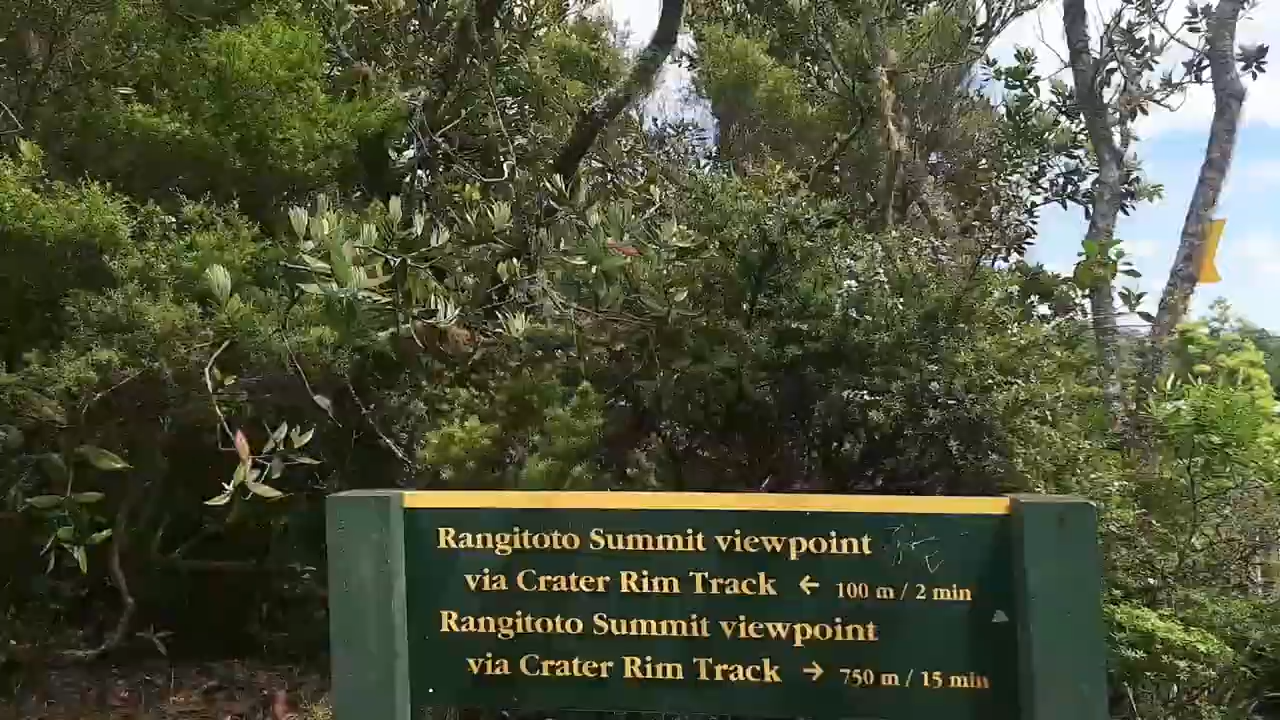 Rangitoto Summit viewpoint
via Crater Rim Track ← 100 m / 2 min
Rangitoto Summit viewpoint
via Crater Rim Track → 750 m / 15 min